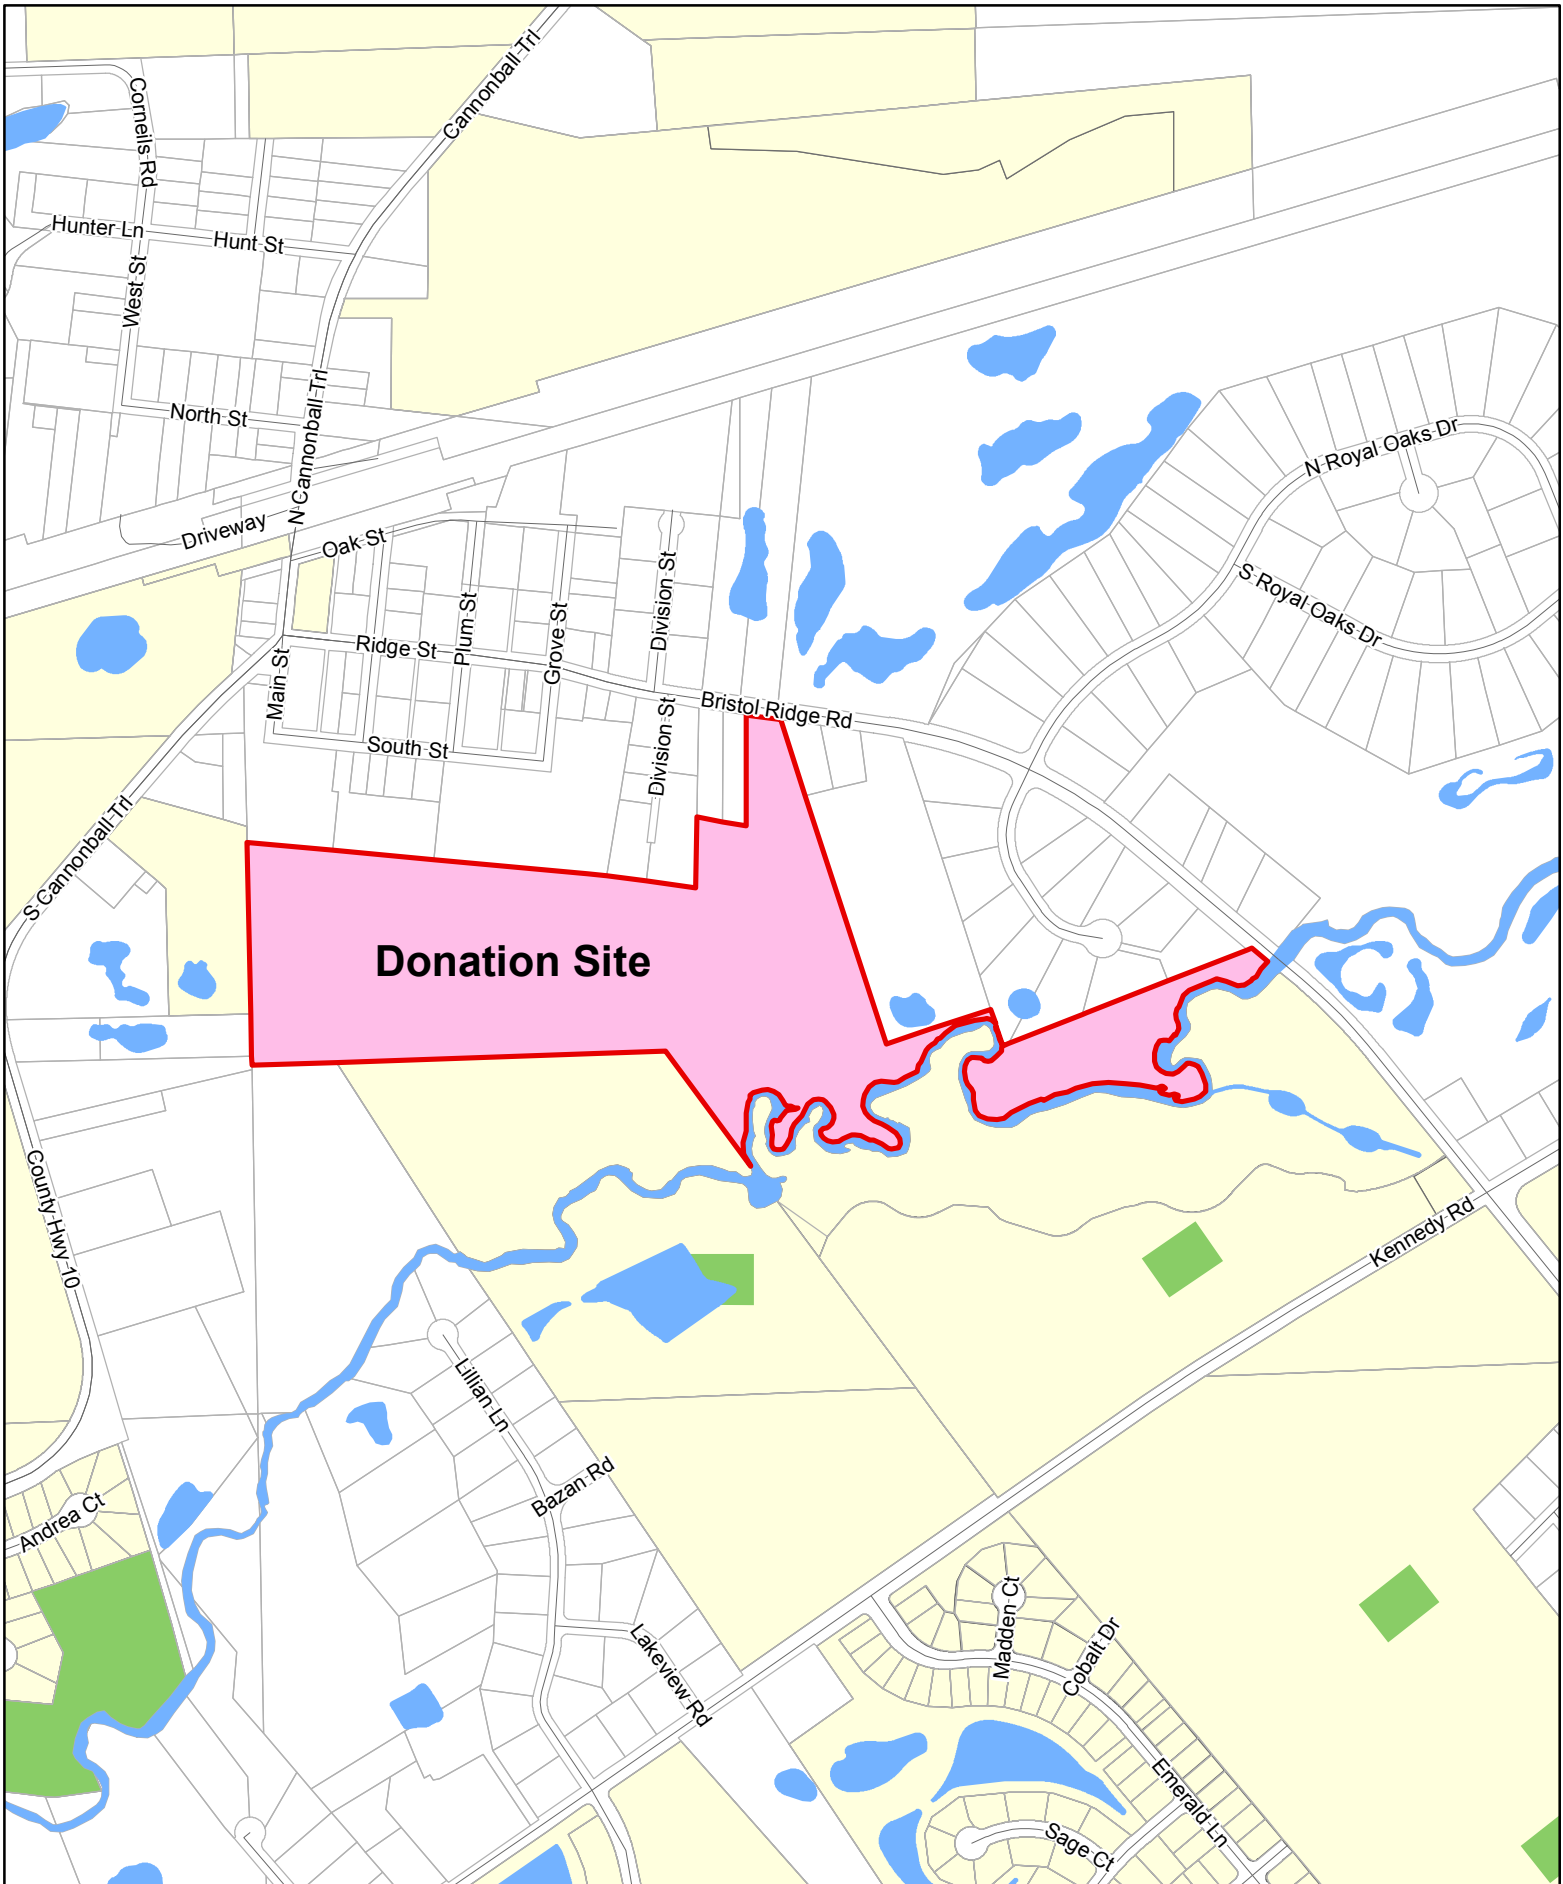 Cannonball Trl
Corneils Rd
Hunter Ln
Hunt St
West St
N Cannonball Trl
North St
N Royal Oaks Dr
Driveway
Oak St
S Royal Oaks Dr
Division St
Plum St
Grove St
Ridge St
Main St
Bristol Ridge Rd
South St
Division St
S Cannonball Trl
Donation Site
County Hwy 10
Kennedy Rd
Lillian Ln
Bazan Rd
Andrea Ct
Madden Ct
Cobalt Dr
Lakeview Rd
Emerald Ln
Sage Ct